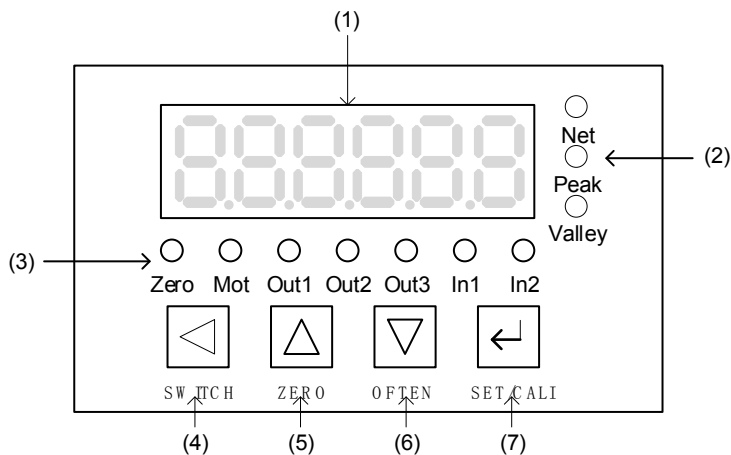 (1)
Net
(2)
Peak
Valley
(3)
Zero Mot Out1 Out2 Out3 In1 In2
SWITCH ZERO OFTEN SET/CALI
(4) (5) (6) (7)